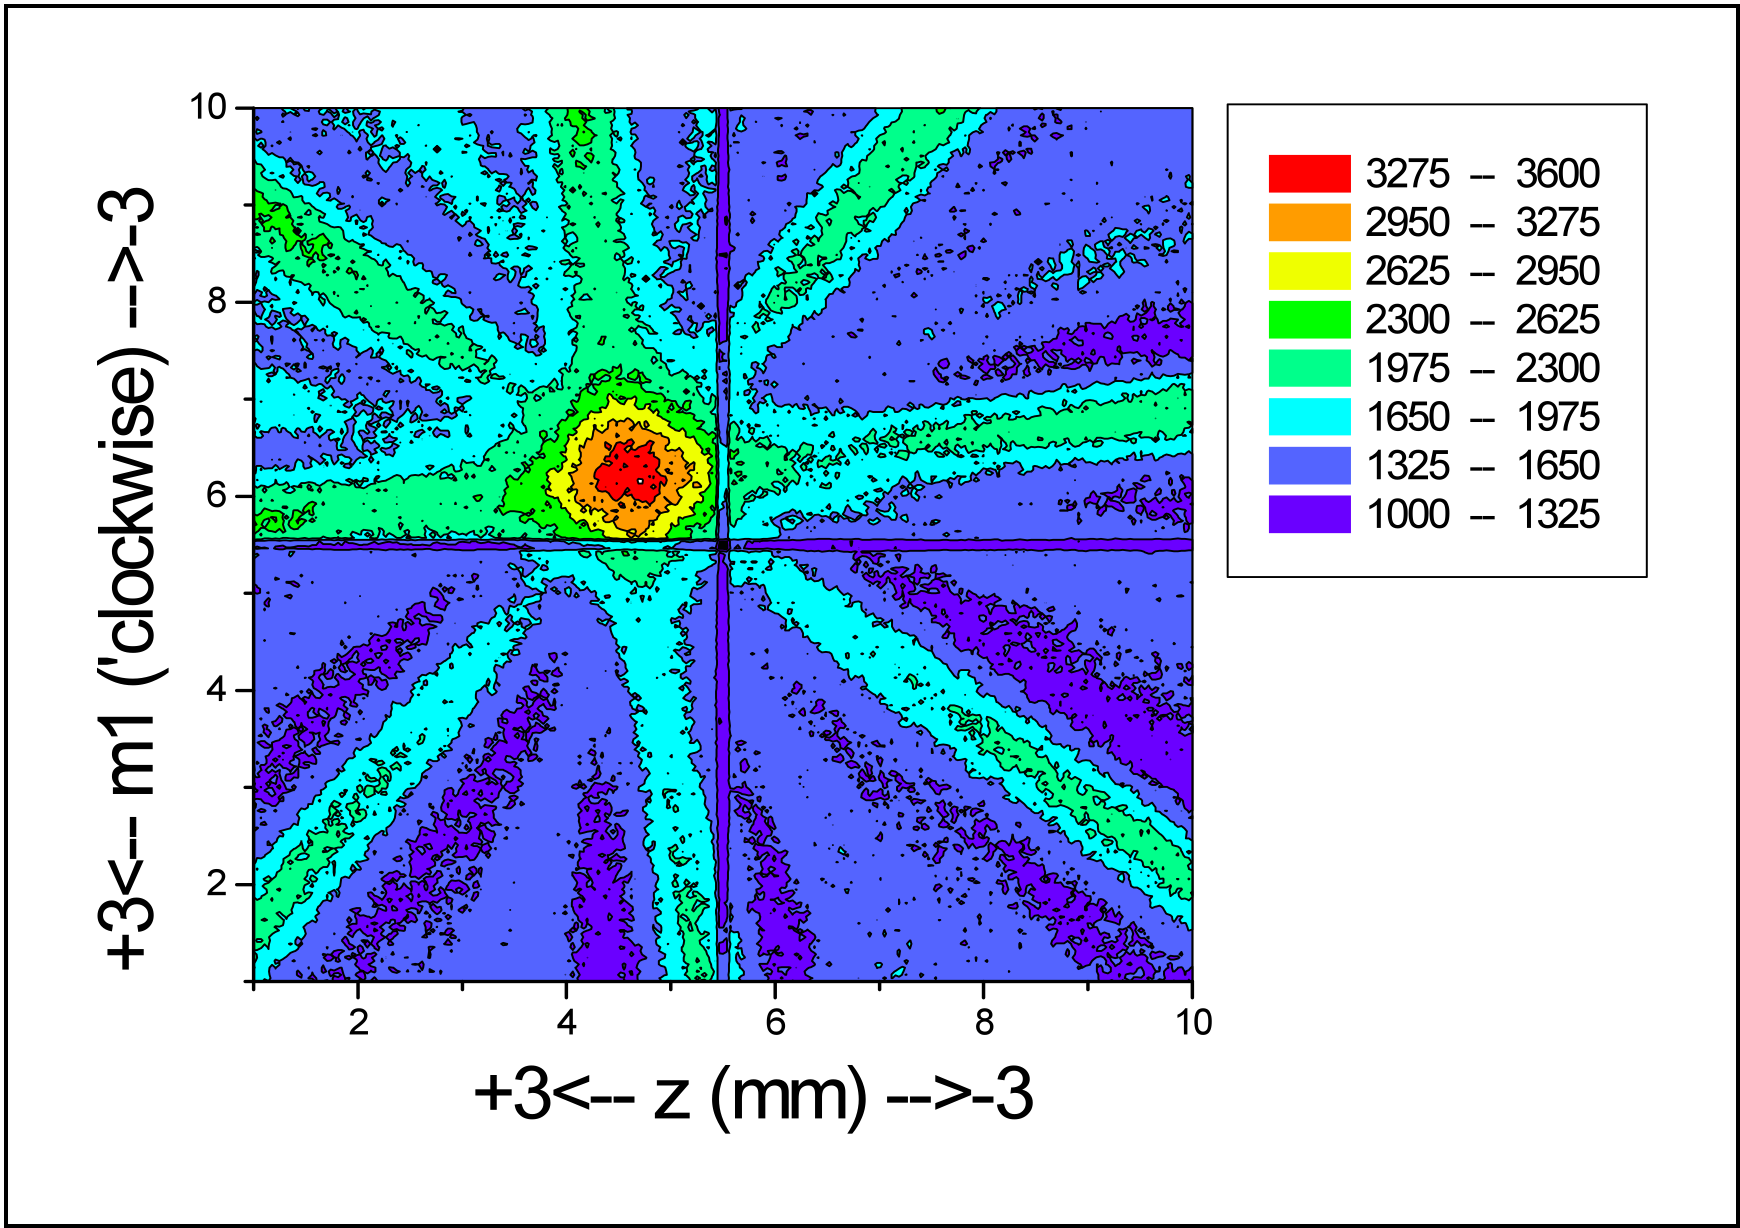 10
8
6
4
2
+3<-- m1 ('clockwise) -->-3
2 4 6 8 10
+3<-- z (mm) -->-3
3275 -- 3600
2950 -- 3275
2625 -- 2950
2300 -- 2625
1975 -- 2300
1650 -- 1975
1325 -- 1650
1000 -- 1325